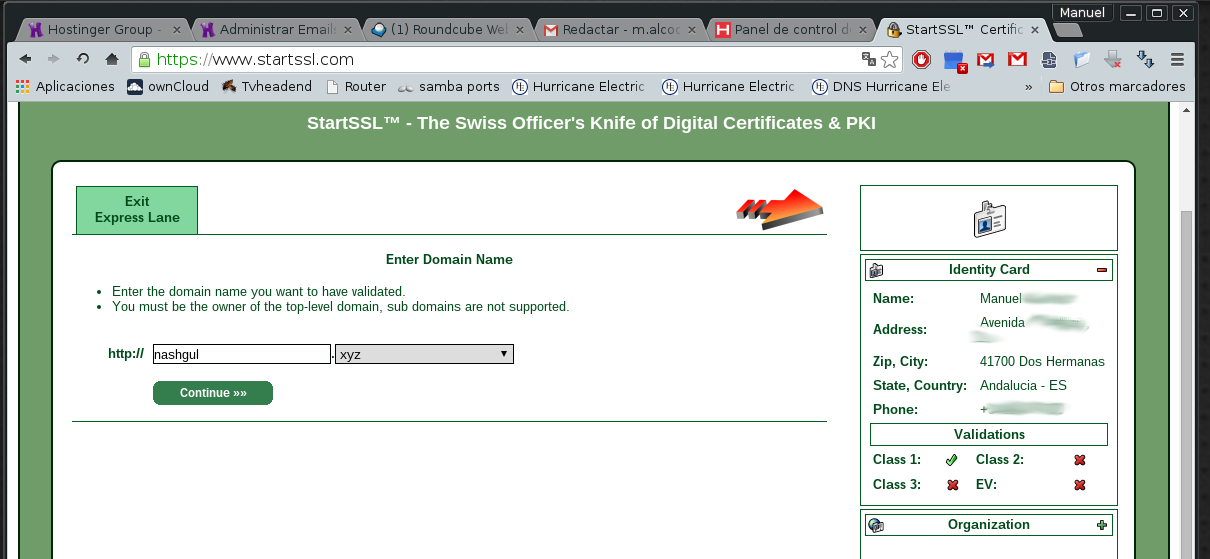 Manuel
Hostinger Group -
Administrar Emails
(1) Roundcube Web
Redactar - m.alcoc
Panel de control de
StartSSL™ Certific
https://www.startssl.com
Aplicaciones
ownCloud
Tvheadend
Router
samba ports
Hurricane Electric
Hurricane Electric
DNS Hurricane Ele
»
Otros marcadores
StartSSL™ - The Swiss Officer's Knife of Digital Certificates & PKI
Exit
Express Lane
Enter Domain Name
• Enter the domain name you want to have validated.
• You must be the owner of the top-level domain, sub domains are not supported.
http:// nashgul . xyz
Continue »»
Identity Card
Name: Manuel
Address: Avenida
Zip, City: 41700 Dos Hermanas
State, Country: Andalucia - ES
Phone: +
Validations
Class 1: Class 2:
Class 3: EV:
Organization